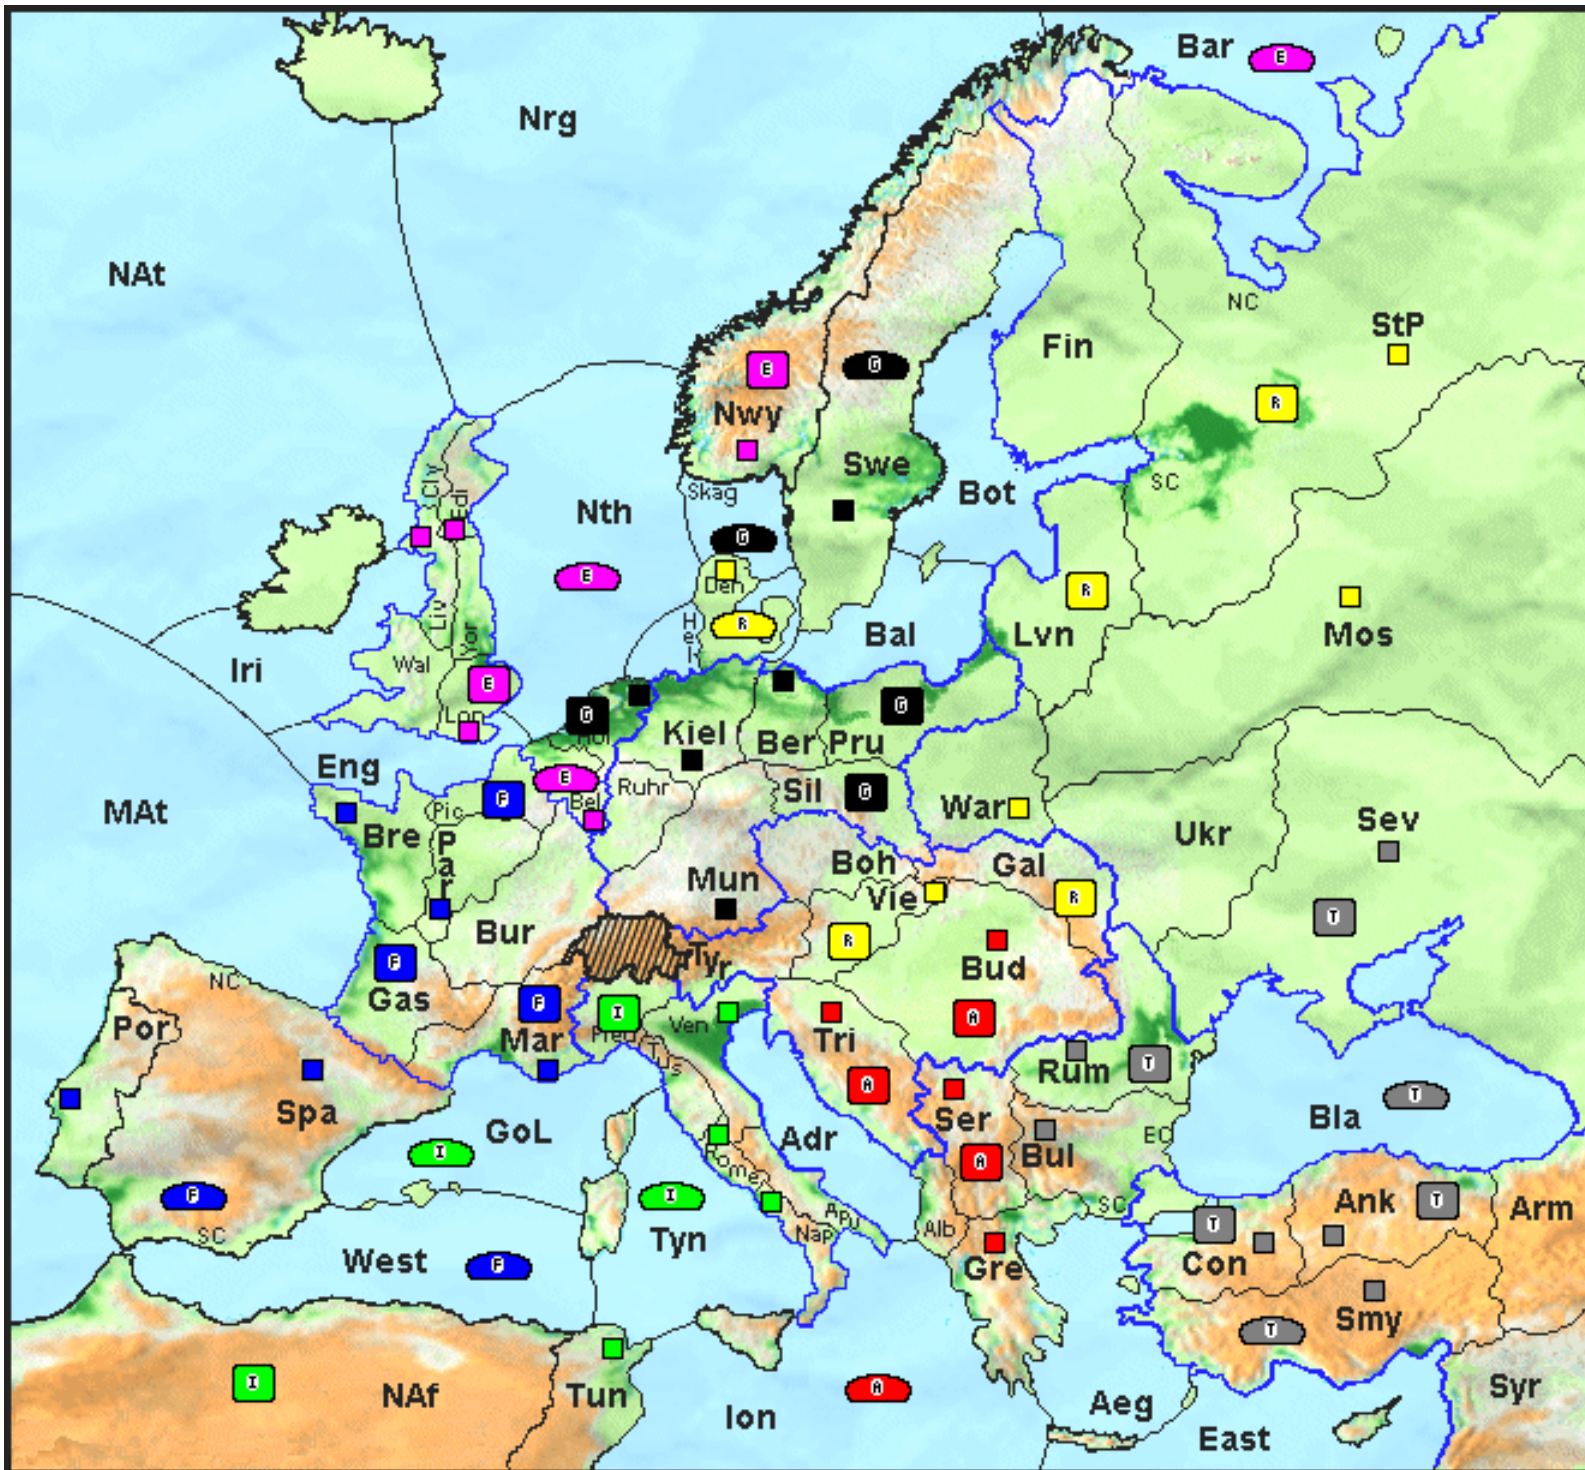 Bar
E
Nrg
NAt
NC
StP
Fin
E
G
Nwy
R
Swe
Skag
Bot
SC
Cly
Edi
Nth
G
E
Den
R
R
Hel
Bal
Lvn
Mos
Liv
Yor
Wal
Iri
E
Lon
G
Hol
G
Kiel
Ber
Pru
Eng
E
Ruhr
Sil
G
War
MAt
F
Pic
Bel
Bre
Par
Ukr
Sev
Boh
Gal
Mun
Vie
R
T
Bur
R
Tyr
Bud
F
Gas
NC
F
I
Por
Mar
Pied
Ven
Tri
A
Tus
Rum
T
Spa
A
Ser
T
Bla
GoL
Adr
Bul
EC
I
Rome
A
F
I
SC
Apu
Nap
Alb
SC
T
Ank
T
Arm
West
F
Tyn
Gre
Con
Smy
T
I
NAf
Tun
A
Ion
Aeg
East
Syr